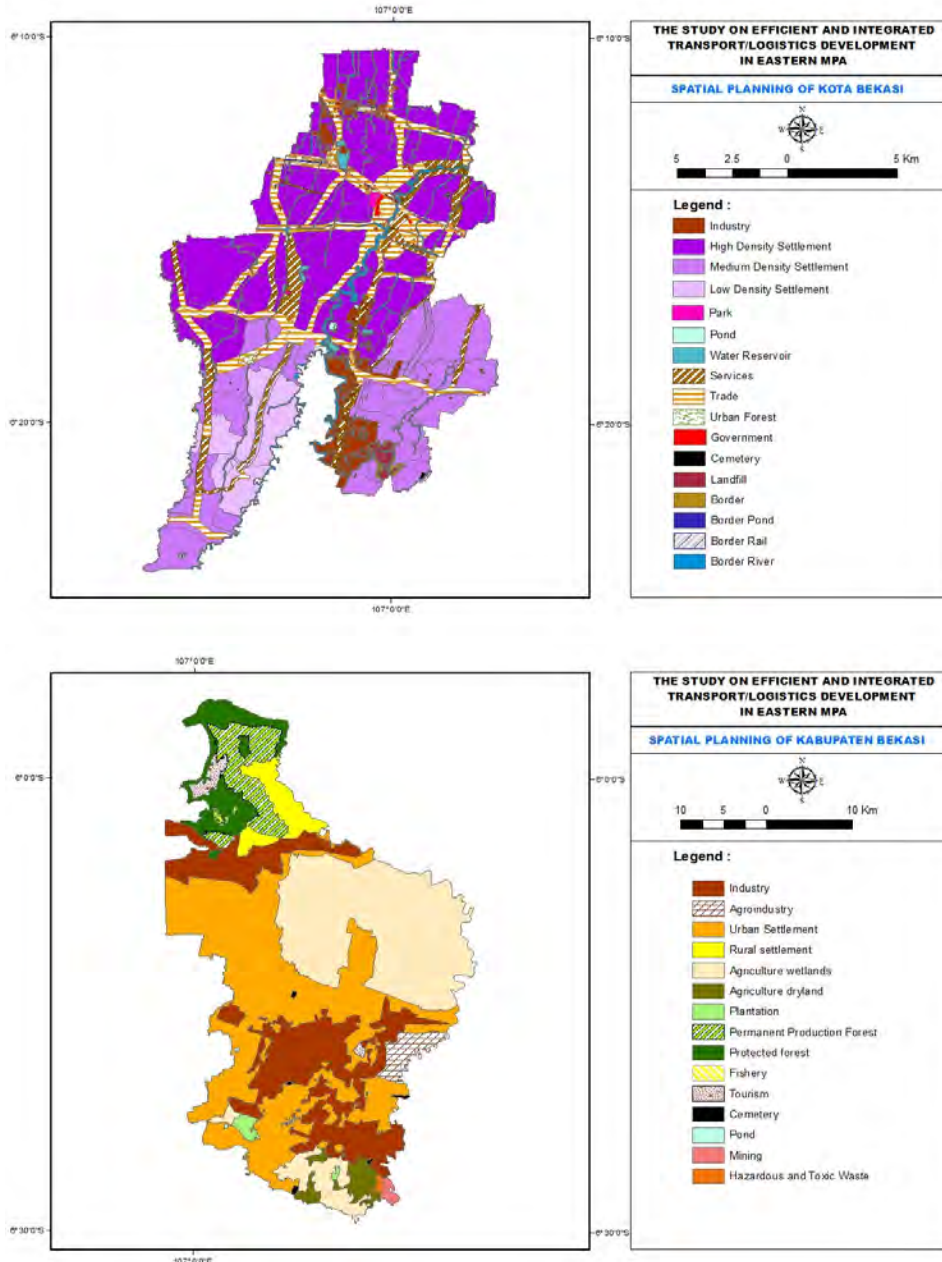 107°0'0"E
6°10'0"S
6°10'0"S
6°20'0"S
6°20'0"S
107°0'0"E
THE STUDY ON EFFICIENT AND INTEGRATED
TRANSPORT/LOGISTICS DEVELOPMENT
IN EASTERN MPA
SPATIAL PLANNING OF KOTA BEKASI
N
W E
S
5 2.5 0 5 Km
Legend :
Industry
High Density Settlement
Medium Density Settlement
Low Density Settlement
Park
Pond
Water Reservoir
Services
Trade
Urban Forest
Government
Cemetery
Landfill
Border
Border Pond
Border Rail
Border River
107°0'0"E
6°0'0"S
6°0'0"S
6°30'0"S
6°30'0"S
107°0'0"E
THE STUDY ON EFFICIENT AND INTEGRATED
TRANSPORT/LOGISTICS DEVELOPMENT
IN EASTERN MPA
SPATIAL PLANNING OF KABUPATEN BEKASI
N
W E
S
10 5 0 10 Km
Legend :
Industry
Agroindustry
Urban Settlement
Rural settlement
Agriculture wetlands
Agriculture dryland
Plantation
Permanent Production Forest
Protected forest
Fishery
Tourism
Cemetery
Pond
Mining
Hazardous and Toxic Waste